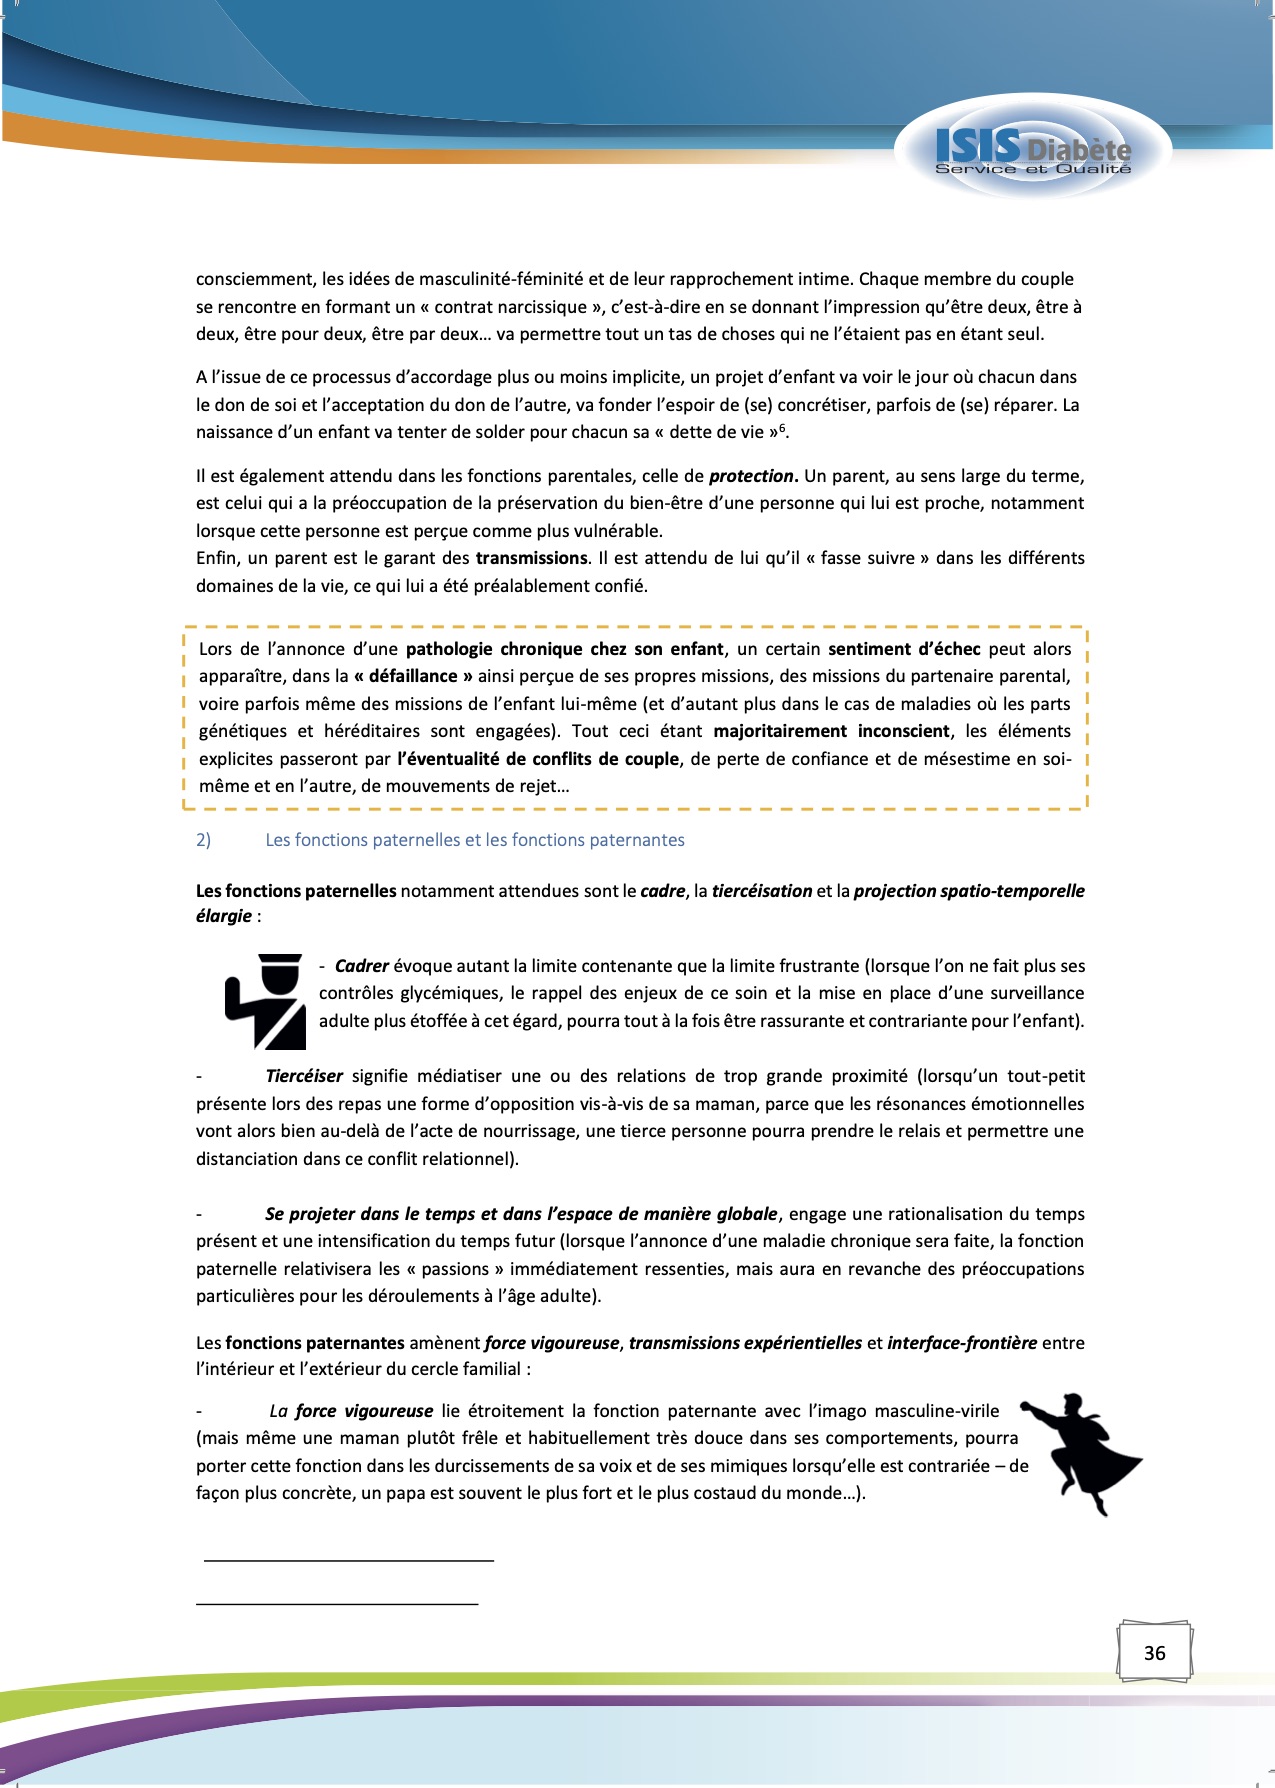 ISIS Diabète
Service et Qualité
consciemment, les idées de masculinité-féminité et de leur rapprochement intime. Chaque membre du couple
se rencontre en formant un « contrat narcissique », c’est-à-dire en se donnant l’impression qu’être deux, être à
deux, être pour deux, être par deux… va permettre tout un tas de choses qui ne l’étaient pas en étant seul.
A l’issue de ce processus d’accordage plus ou moins implicite, un projet d’enfant va voir le jour où chacun dans
le don de soi et l’acceptation du don de l’autre, va fonder l’espoir de (se) concrétiser, parfois de (se) réparer. La
naissance d’un enfant va tenter de solder pour chacun sa « dette de vie »⁶.
Il est également attendu dans les fonctions parentales, celle de protection. Un parent, au sens large du terme,
est celui qui a la préoccupation de la préservation du bien-être d’une personne qui lui est proche, notamment
lorsque cette personne est perçue comme plus vulnérable.
Enfin, un parent est le garant des transmissions. Il est attendu de lui qu’il « fasse suivre » dans les différents
domaines de la vie, ce qui lui a été préalablement confié.
Lors de l’annonce d’une pathologie chronique chez son enfant, un certain sentiment d’échec peut alors
apparaître, dans la « défaillance » ainsi perçue de ses propres missions, des missions du partenaire parental,
voire parfois même des missions de l’enfant lui-même (et d’autant plus dans le cas de maladies où les parts
génétiques et héréditaires sont engagées). Tout ceci étant majoritairement inconscient, les éléments
explicites passeront par l’éventualité de conflits de couple, de perte de confiance et de mésestime en soi-
même et en l’autre, de mouvements de rejet…
2) Les fonctions paternelles et les fonctions paternantes
Les fonctions paternelles notamment attendues sont le cadre, la tiercéisation et la projection spatio-temporelle
élargie :
- Cadrer évoque autant la limite contenante que la limite frustrante (lorsque l’on ne fait plus ses
contrôles glycémiques, le rappel des enjeux de ce soin et la mise en place d’une surveillance
adulte plus étoffée à cet égard, pourra tout à la fois être rassurante et contrariante pour l’enfant).
- Tiercéiser signifie médiatiser une ou des relations de trop grande proximité (lorsqu’un tout-petit
présente lors des repas une forme d’opposition vis-à-vis de sa maman, parce que les résonances émotionnelles
vont alors bien au-delà de l’acte de nourrissage, une tierce personne pourra prendre le relais et permettre une
distanciation dans ce conflit relationnel).
- Se projeter dans le temps et dans l’espace de manière globale, engage une rationalisation du temps
présent et une intensification du temps futur (lorsque l’annonce d’une maladie chronique sera faite, la fonction
paternelle relativisera les « passions » immédiatement ressenties, mais aura en revanche des préoccupations
particulières pour les déroulements à l’âge adulte).
Les fonctions paternantes amènent force vigoureuse, transmissions expérientielles et interface-frontière entre
l’intérieur et l’extérieur du cercle familial :
- La force vigoureuse lie étroitement la fonction paternante avec l’imago masculine-virile
(mais même une maman plutôt frêle et habituellement très douce dans ses comportements, pourra
porter cette fonction dans les durcissements de sa voix et de ses mimiques lorsqu’elle est contrariée – de
façon plus concrète, un papa est souvent le plus fort et le plus costaud du monde…).
36